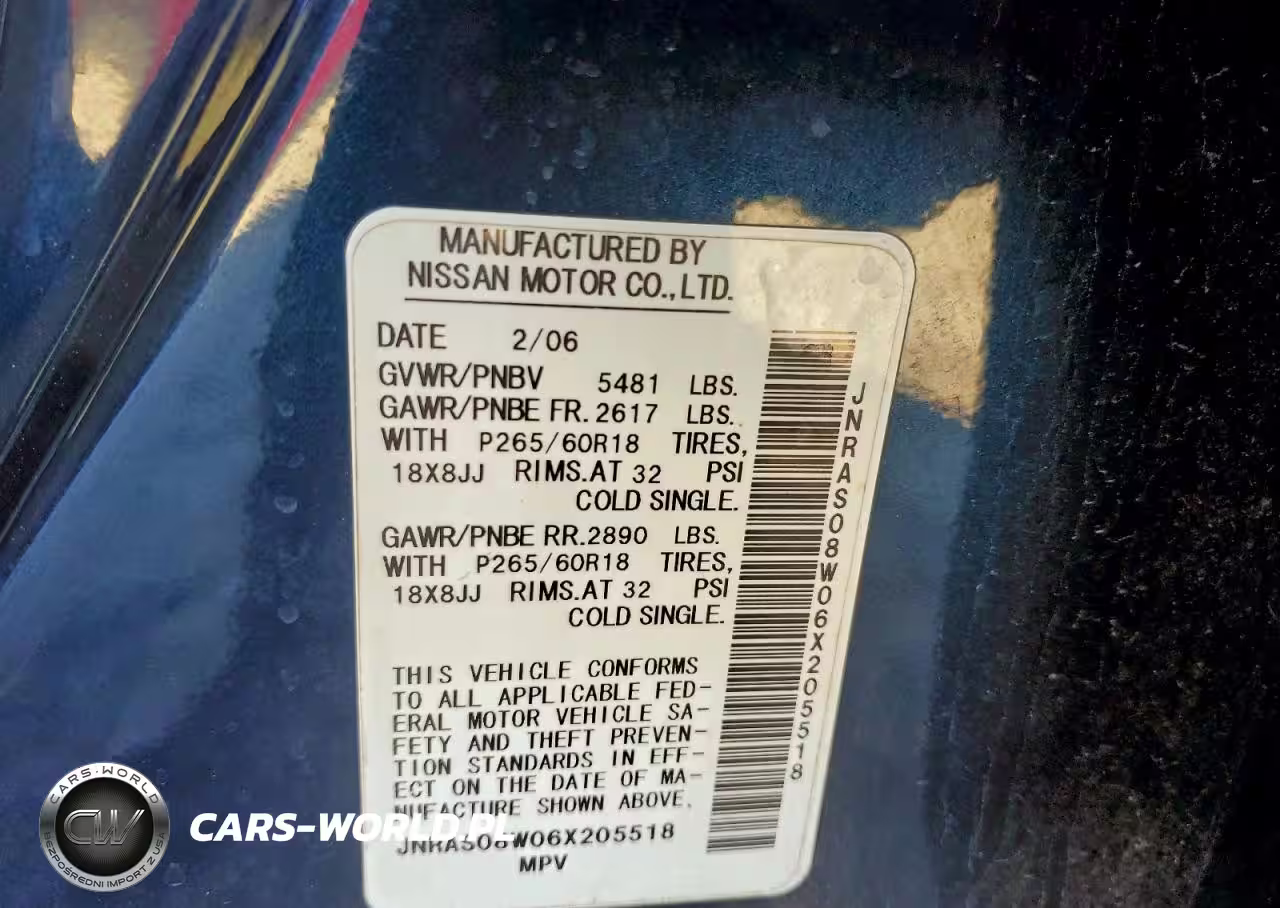 MANUFACTURED BY
NISSAN MOTOR CO.,LTD.
DATE 2/06
GVWR/PNBV 5481 LBS.
GAWR/PNBE FR. 2617 LBS.
WITH P265/60R18 TIRES,
18X8JJ RIMS.AT 32 PSI
COLD SINGLE.
GAWR/PNBE RR. 2890 LBS.
WITH P265/60R18 TIRES,
18X8JJ RIMS.AT 32 PSI
COLD SINGLE.
THIS VEHICLE CONFORMS
TO ALL APPLICABLE FED-
ERAL MOTOR VEHICLE SA-
FETY AND THEFT PREVEN-
TION STANDARDS IN EFF-
ECT ON THE DATE OF MA-
NUFACTURE SHOWN ABOVE.
JNRAS08W06X205518
MPV
JNRAS08W06X205518
CARS-WORLD
CW
BEZPOŚREDNI IMPORT Z USA
CARS-WORLD.PL